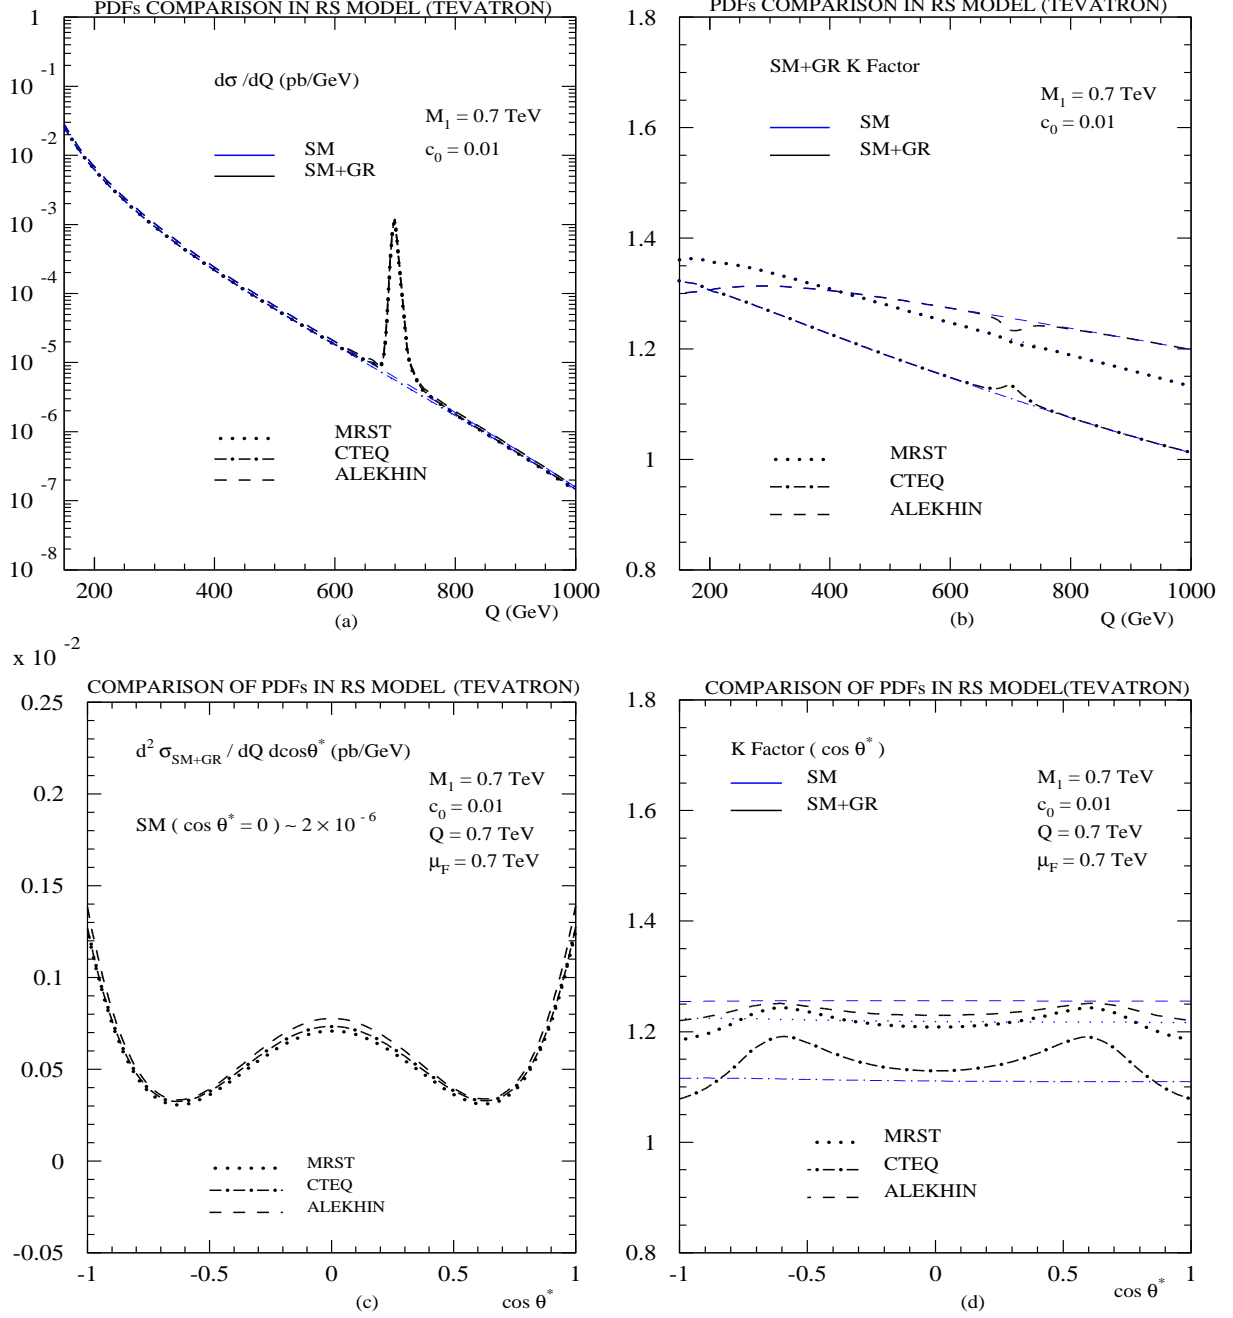 PDFs COMPARISON IN RS MODEL (TEVATRON)
dσ /dQ (pb/GeV)
M1 = 0.7 TeV
c0 = 0.01
SM
SM+GR
MRST
CTEQ
ALEKHIN
1
10 -1
10 -2
10 -3
10 -4
10 -5
10 -6
10 -7
10 -8
200 400 600 800 1000
Q (GeV)
(a)
PDFs COMPARISON IN RS MODEL (TEVATRON)
SM+GR K Factor
M1 = 0.7 TeV
c0 = 0.01
SM
SM+GR
MRST
CTEQ
ALEKHIN
1.8
1.6
1.4
1.2
1
0.8
200 400 600 800 1000
(b) Q (GeV)
x 10 -2
COMPARISON OF PDFs IN RS MODEL (TEVATRON)
d2 σSM+GR / dQ dcosθ* (pb/GeV)
M1 = 0.7 TeV
c0 = 0.01
SM ( cos θ* = 0 ) ~ 2 × 10 -6
Q = 0.7 TeV
μF = 0.7 TeV
MRST
CTEQ
ALEKHIN
0.25
0.2
0.15
0.1
0.05
0
-0.05
-1 -0.5 0 0.5 1
(c) cos θ*
COMPARISON OF PDFs IN RS MODEL(TEVATRON)
K Factor ( cos θ* )
SM
SM+GR
M1 = 0.7 TeV
c0 = 0.01
Q = 0.7 TeV
μF = 0.7 TeV
MRST
CTEQ
ALEKHIN
1.8
1.6
1.4
1.2
1
0.8
-1 -0.5 0 0.5 1
(d) cos θ*